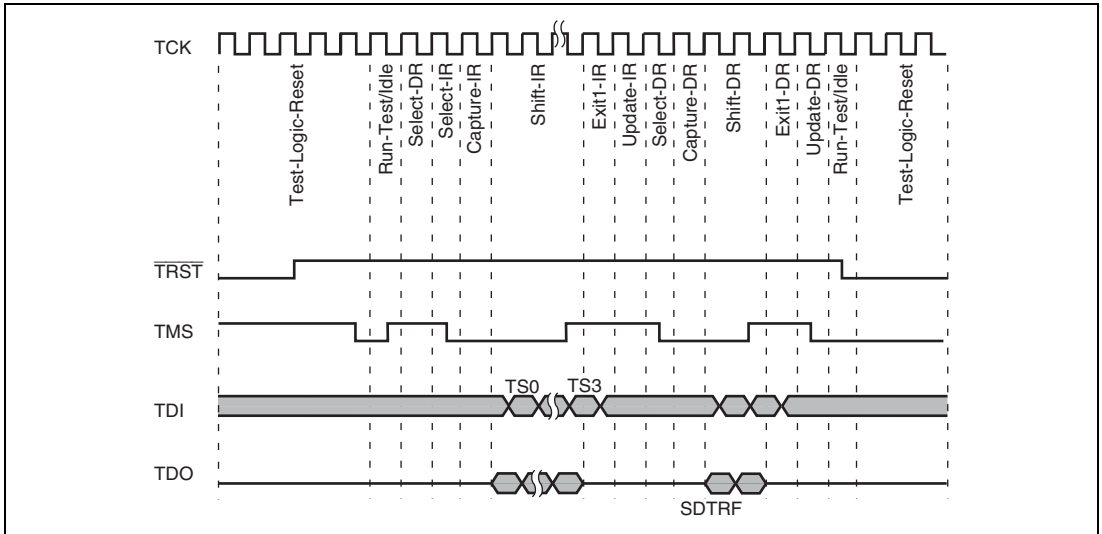 TCK
Test-Logic-Reset
Run-Test/Idle
Select-DR
Select-IR
Capture-IR
Shift-IR
Exit1-IR
Update-IR
Select-DR
Capture-DR
Shift-DR
Exit1-DR
Update-DR
Run-Test/Idle
Test-Logic-Reset
TRST
TMS
TS0 TS3
TDI
TDO
SDTRF